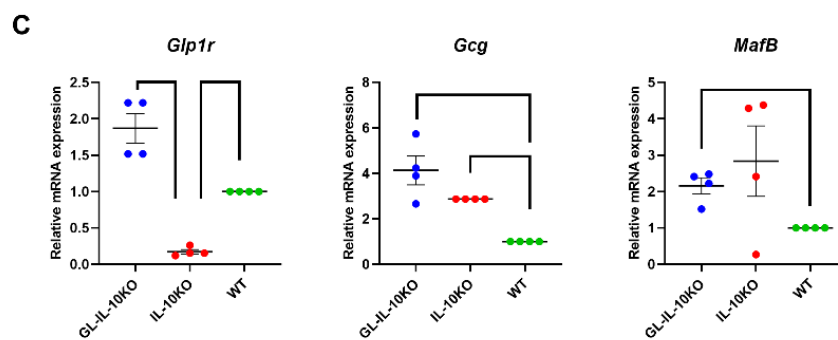 C
Glp1r
Relative mRNA expression
2.5
2.0
1.5
1.0
0.5
0.0
GL-IL-10KO
IL-10KO
WT
Gcg
Relative mRNA expression
8
6
4
2
0
GL-IL-10KO
IL-10KO
WT
MafB
Relative mRNA expression
5
4
3
2
1
0
GL-IL-10KO
IL-10KO
WT